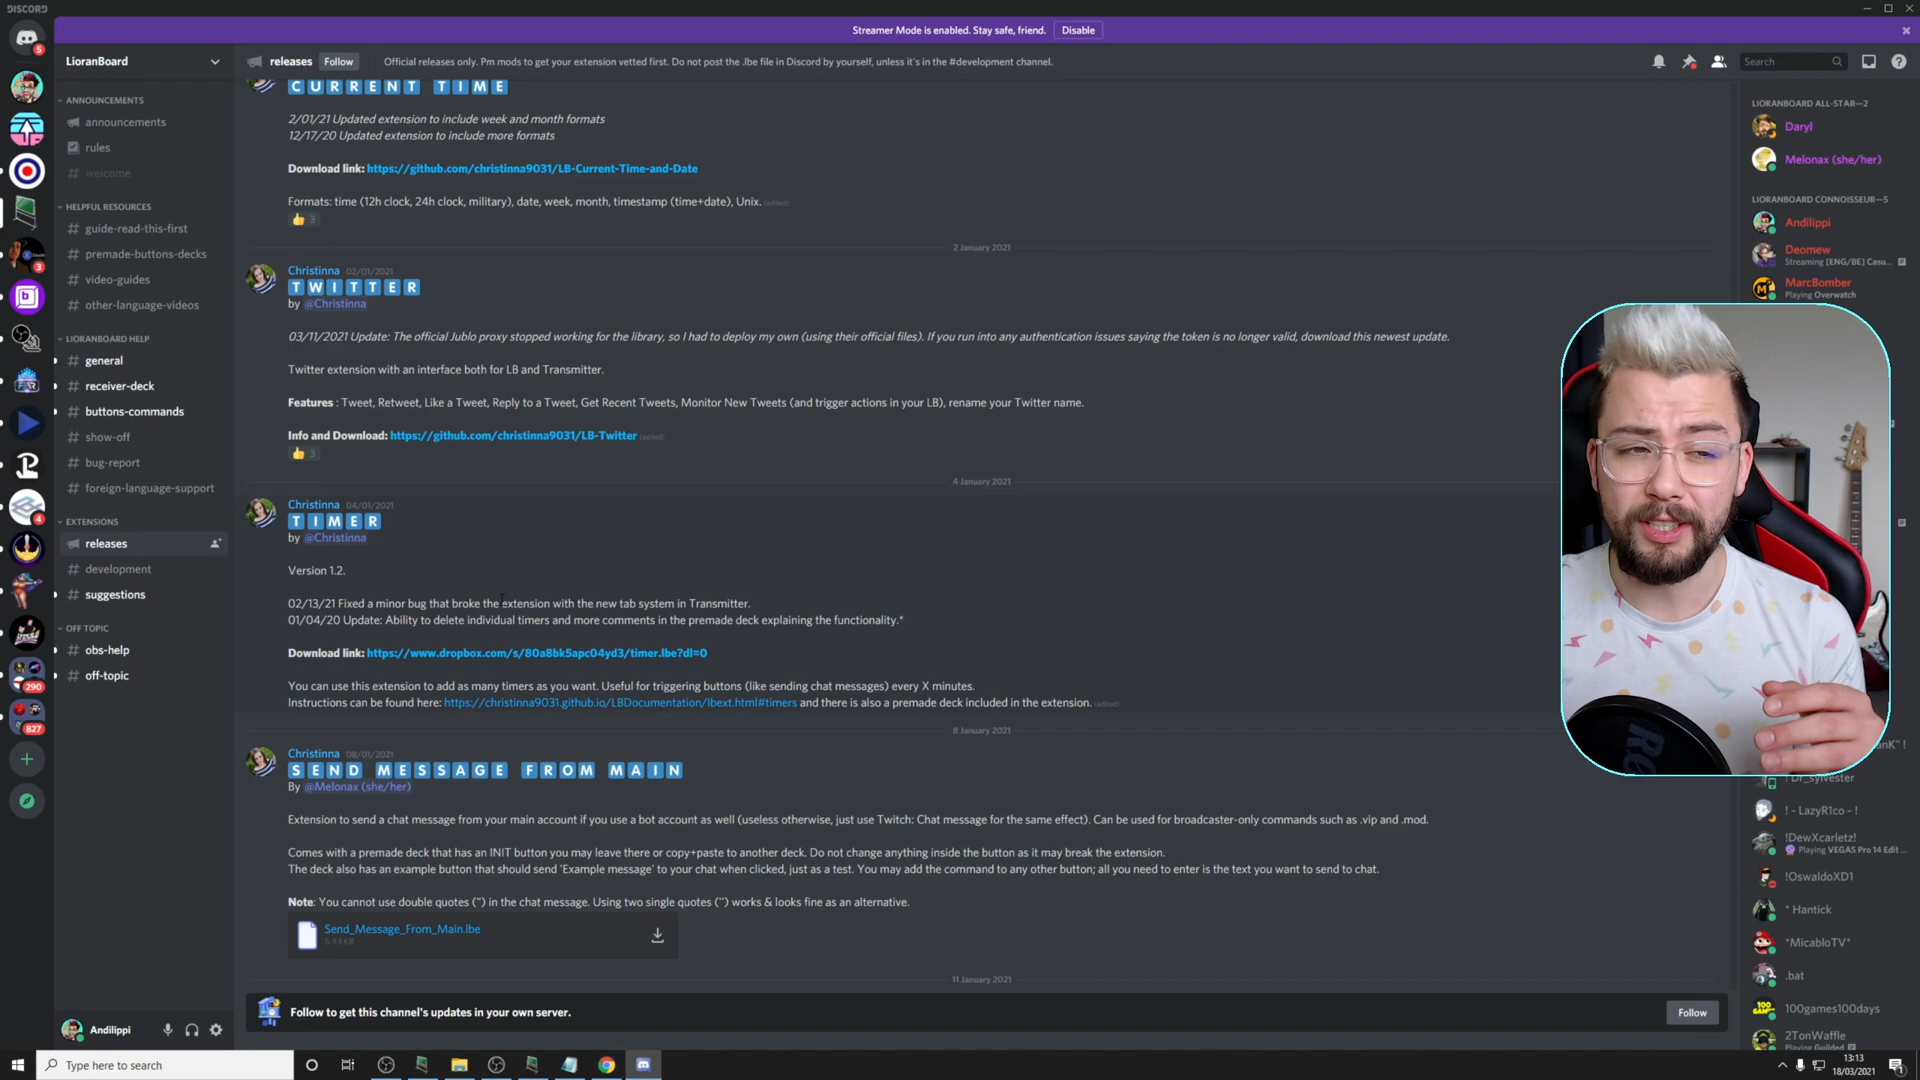 DISCORD
Streamer Mode is enabled. Stay safe, friend. Disable
LioranBoard
releases Follow Official releases only. Pm mods to get your extension vetted first. Do not post the .lbe file in Discord by yourself, unless it's in the #development channel.
Search
5
3
4
290
827
ANNOUNCEMENTS
announcements
rules
welcome
HELPFUL RESOURCES
guide-read-this-first
premade-buttons-decks
video-guides
other-language-videos
LIORANBOARD HELP
general
receiver-deck
buttons-commands
show-off
bug-report
foreign-language-support
EXTENSIONS
releases
development
suggestions
OFF TOPIC
obs-help
off-topic
Andilippi
CURRENT TIME
2/01/21 Updated extension to include week and month formats
12/17/20 Updated extension to include more formats
Download link: https://github.com/christinna9031/LB-Current-Time-and-Date
Formats: time (12h clock, 24h clock, military), date, week, month, timestamp (time+date), Unix. (edited)
3
2 January 2021
Christinna 02/01/2021
TWITTER
by @Christinna
03/11/2021 Update: The official Jublo proxy stopped working for the library, so I had to deploy my own (using their official files). If you run into any authentication issues saying the token is no longer valid, download this newest update.
Twitter extension with an interface both for LB and Transmitter.
Features : Tweet, Retweet, Like a Tweet, Reply to a Tweet, Get Recent Tweets, Monitor New Tweets (and trigger actions in your LB), rename your Twitter name.
Info and Download: https://github.com/christinna9031/LB-Twitter (edited)
3
4 January 2021
Christinna 04/01/2021
TIMER
by @Christinna
Version 1.2.
02/13/21 Fixed a minor bug that broke the extension with the new tab system in Transmitter.
01/04/20 Update: Ability to delete individual timers and more comments in the premade deck explaining the functionality.*
Download link: https://www.dropbox.com/s/80a8bk5apc04yd3/timer.lbe?dl=0
You can use this extension to add as many timers as you want. Useful for triggering buttons (like sending chat messages) every X minutes.
Instructions can be found here: https://christinna9031.github.io/LBDocumentation/lbext.html#timers and there is also a premade deck included in the extension. (edited)
8 January 2021
Christinna 08/01/2021
SEND MESSAGE FROM MAIN
By @Melonax (she/her)
Extension to send a chat message from your main account if you use a bot account as well (useless otherwise, just use Twitch: Chat message for the same effect). Can be used for broadcaster-only commands such as .vip and .mod.
Comes with a premade deck that has an INIT button you may leave there or copy+paste to another deck. Do not change anything inside the button as it may break the extension.
The deck also has an example button that should send 'Example message' to your chat when clicked, just as a test. You may add the command to any other button; all you need to enter is the text you want to send to chat.
Note: You cannot use double quotes (") in the chat message. Using two single quotes ('') works & looks fine as an alternative.
Send_Message_From_Main.lbe
5.43 KB
11 January 2021
Follow to get this channel's updates in your own server. Follow
LIORANBOARD ALL-STAR—2
Daryl
Melonax (she/her)
LIORANBOARD CONNOISSEUR—5
Andilippi
Deomew
Streaming [ENG/BE] Casu...
MarcBomber
Playing Overwatch
! Dr_sylvester
! - LazyR1co - !
!DewXcarletz!
Playing VEGAS Pro 14 Edit ...
!OswaldoXD1
* Hantick
*MicabloTV*
.bat
100games100days
2TonWaffle
Playing Guilded
Type here to search
13:13
18/03/2021